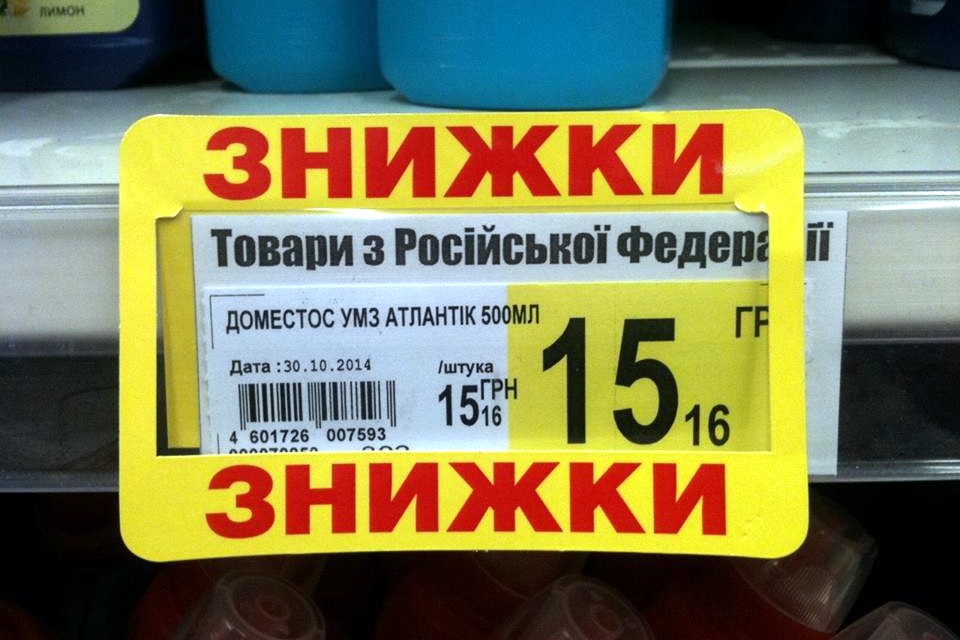 ЛИМОН
ЗНИЖКИ
Товари з Російської Федерації
ДОМЕСТОС УМЗ АТЛАНТІК 500МЛ
Дата :30.10.2014
/штука
15 ГРН 16
15 16 ГР
4 601726 007593
ЗНИЖКИ